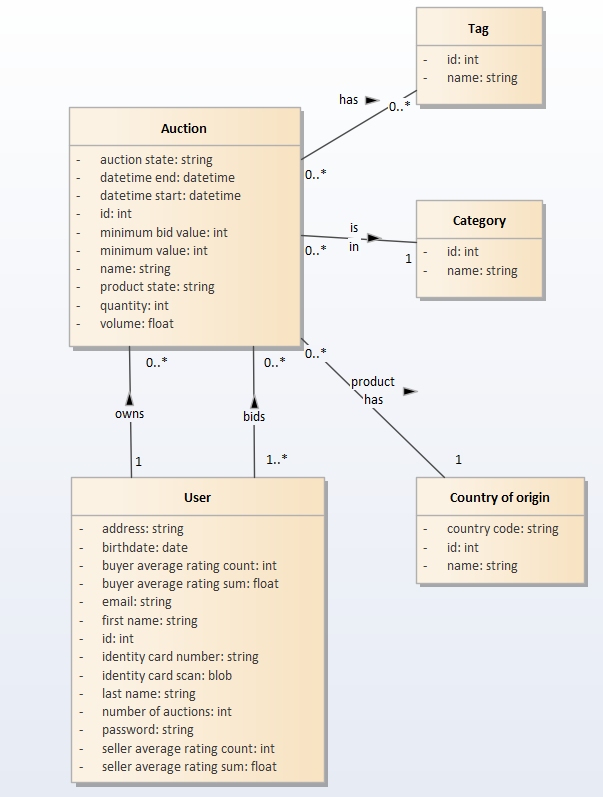 Tag
- id: int
- name: string
has
0..*
0..*
Auction
- auction state: string
- datetime end: datetime
- datetime start: datetime
- id: int
- minimum bid value: int
- minimum value: int
- name: string
- product state: string
- quantity: int
- volume: float
Category
- id: int
- name: string
is
in
0..*
1
0..*
product
has
1
0..*
owns
1
0..*
bids
1..*
User
- address: string
- birthdate: date
- buyer average rating count: int
- buyer average rating sum: float
- email: string
- first name: string
- id: int
- identity card number: string
- identity card scan: blob
- last name: string
- number of auctions: int
- password: string
- seller average rating count: int
- seller average rating sum: float
Country of origin
- country code: string
- id: int
- name: string